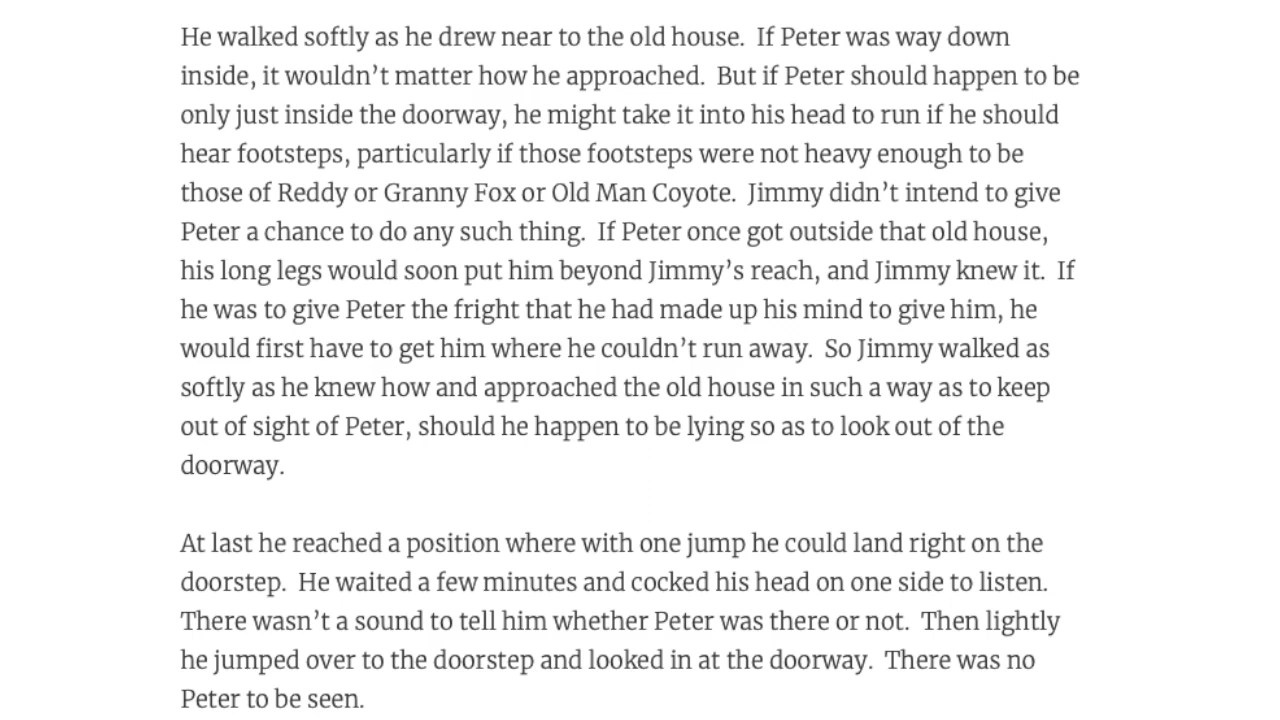 He walked softly as he drew near to the old house.  If Peter was way down
inside, it wouldn’t matter how he approached.  But if Peter should happen to be
only just inside the doorway, he might take it into his head to run if he should
hear footsteps, particularly if those footsteps were not heavy enough to be
those of Reddy or Granny Fox or Old Man Coyote.  Jimmy didn’t intend to give
Peter a chance to do any such thing.  If Peter once got outside that old house,
his long legs would soon put him beyond Jimmy’s reach, and Jimmy knew it.  If
he was to give Peter the fright that he had made up his mind to give him, he
would first have to get him where he couldn’t run away.  So Jimmy walked as
softly as he knew how and approached the old house in such a way as to keep
out of sight of Peter, should he happen to be lying so as to look out of the
doorway.
At last he reached a position where with one jump he could land right on the
doorstep.  He waited a few minutes and cocked his head on one side to listen.
There wasn’t a sound to tell him whether Peter was there or not.  Then lightly
he jumped over to the doorstep and looked in at the doorway.  There was no
Peter to be seen.